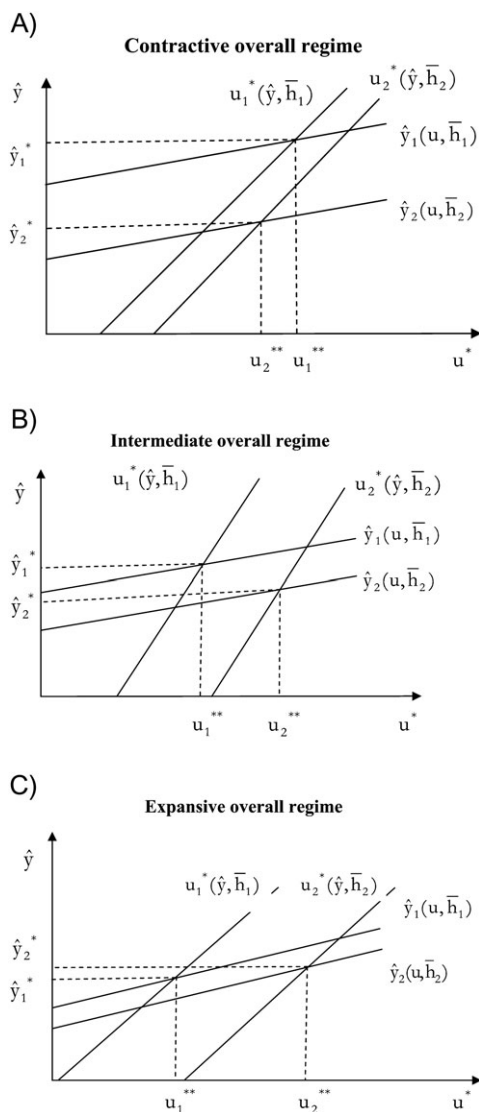 A)
Contractive overall regime
ŷ
u₁*(ŷ, h̅₁)
u₂*(ŷ, h̅₂)
ŷ₁*
ŷ₁(u, h̅₁)
ŷ₂*
ŷ₂(u, h̅₂)
u₂** u₁** u*
B)
Intermediate overall regime
ŷ
u₁*(ŷ, h̅₁)
u₂*(ŷ, h̅₂)
ŷ₁*
ŷ₁(u, h̅₁)
ŷ₂*
ŷ₂(u, h̅₂)
u₁** u₂** u*
C)
Expansive overall regime
ŷ
u₁*(ŷ, h̅₁) u₂*(ŷ, h̅₂)
ŷ₁(u, h̅₁)
ŷ₂*
ŷ₁*
ŷ₂(u, h̅₂)
u₁** u₂** u*